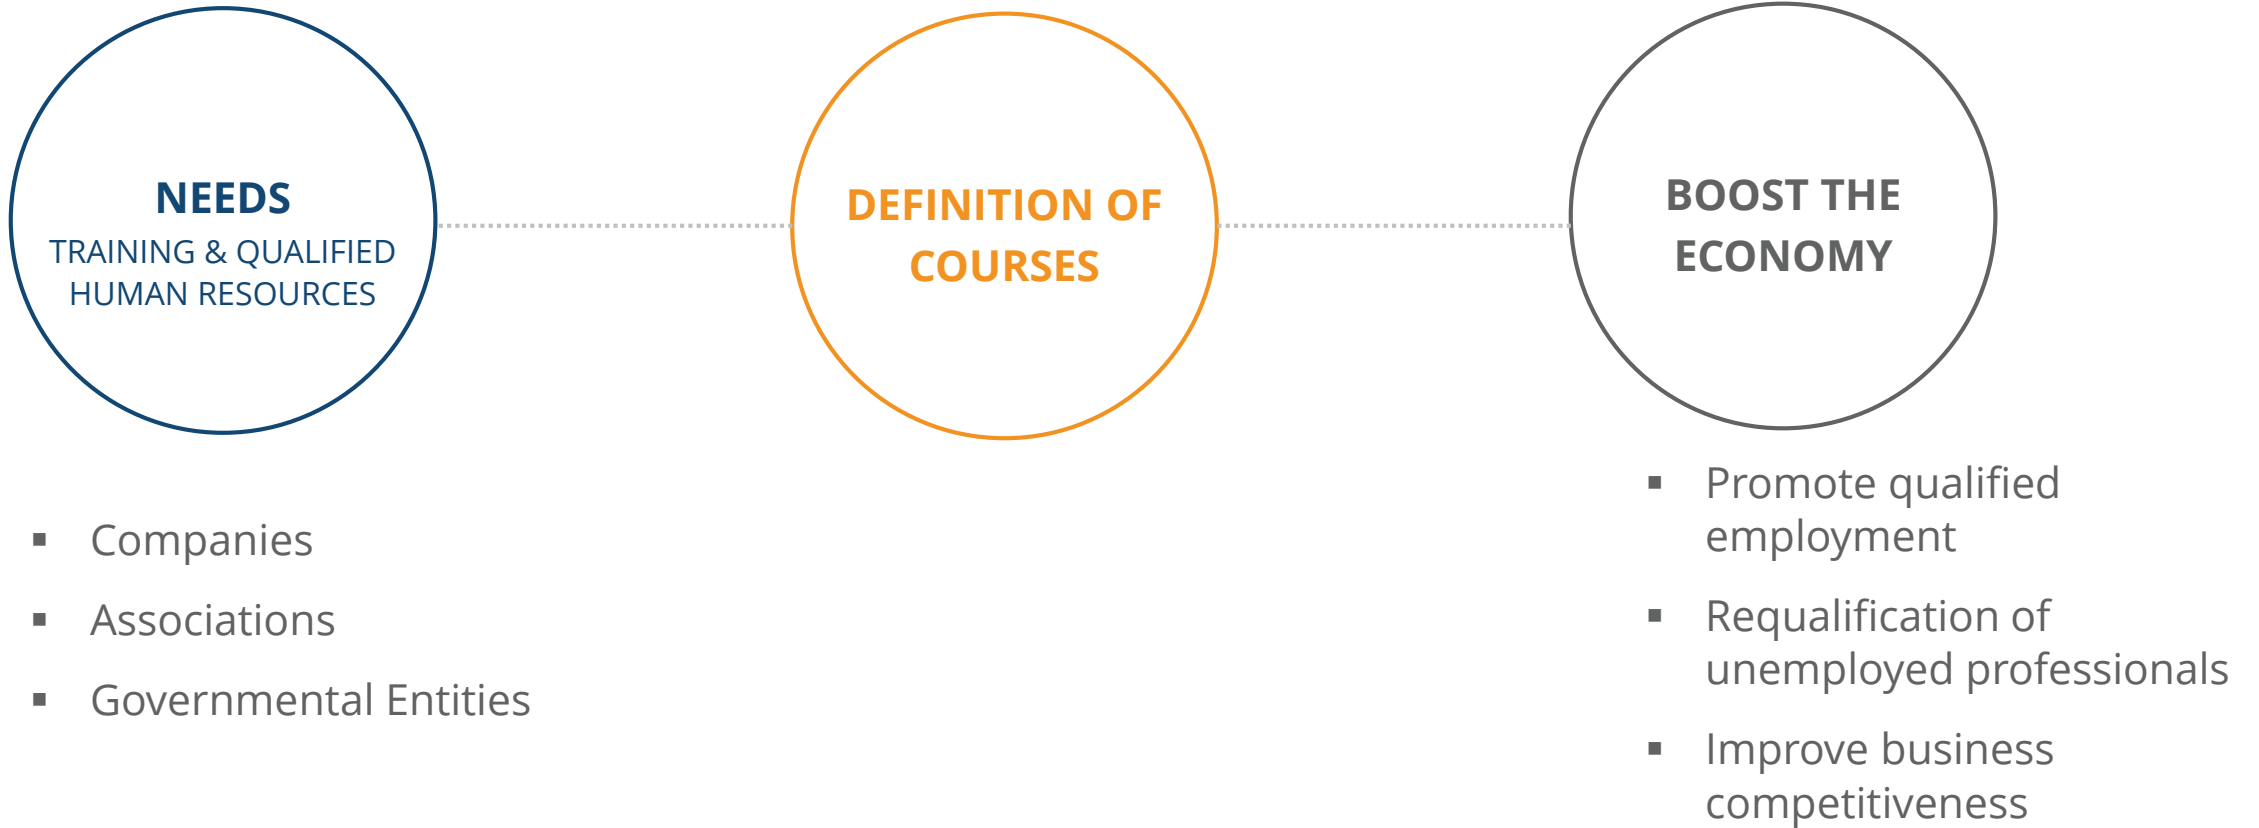 NEEDS
TRAINING & QUALIFIED
HUMAN RESOURCES
DEFINITION OF
COURSES
BOOST THE
ECONOMY
▪ Companies
▪ Associations
▪ Governmental Entities
▪ Promote qualified
employment
▪ Requalification of
unemployed professionals
▪ Improve business
competitiveness